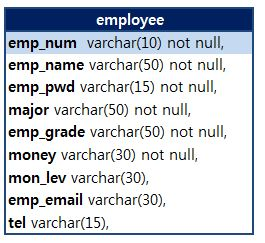 employee
emp_num varchar(10) not null,
emp_name varchar(50) not null,
emp_pwd varchar(15) not null,
major varchar(50) not null,
emp_grade varchar(50) not null,
money varchar(30) not null,
mon_lev varchar(30),
emp_email varchar(30),
tel varchar(15),